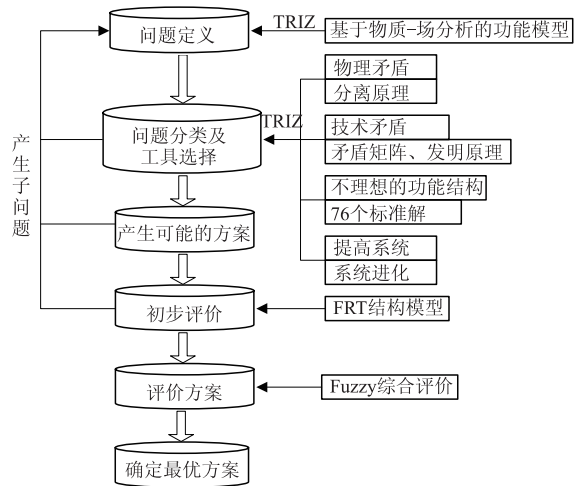 问题定义
TRIZ
基于物质-场分析的功能模型
物理矛盾
分离原理
问题分类及
工具选择
TRIZ
技术矛盾
矛盾矩阵、发明原理
不理想的功能结构
76个标准解
提高系统
系统进化
产生子问题
产生可能的方案
初步评价
FRT结构模型
评价方案
Fuzzy综合评价
确定最优方案